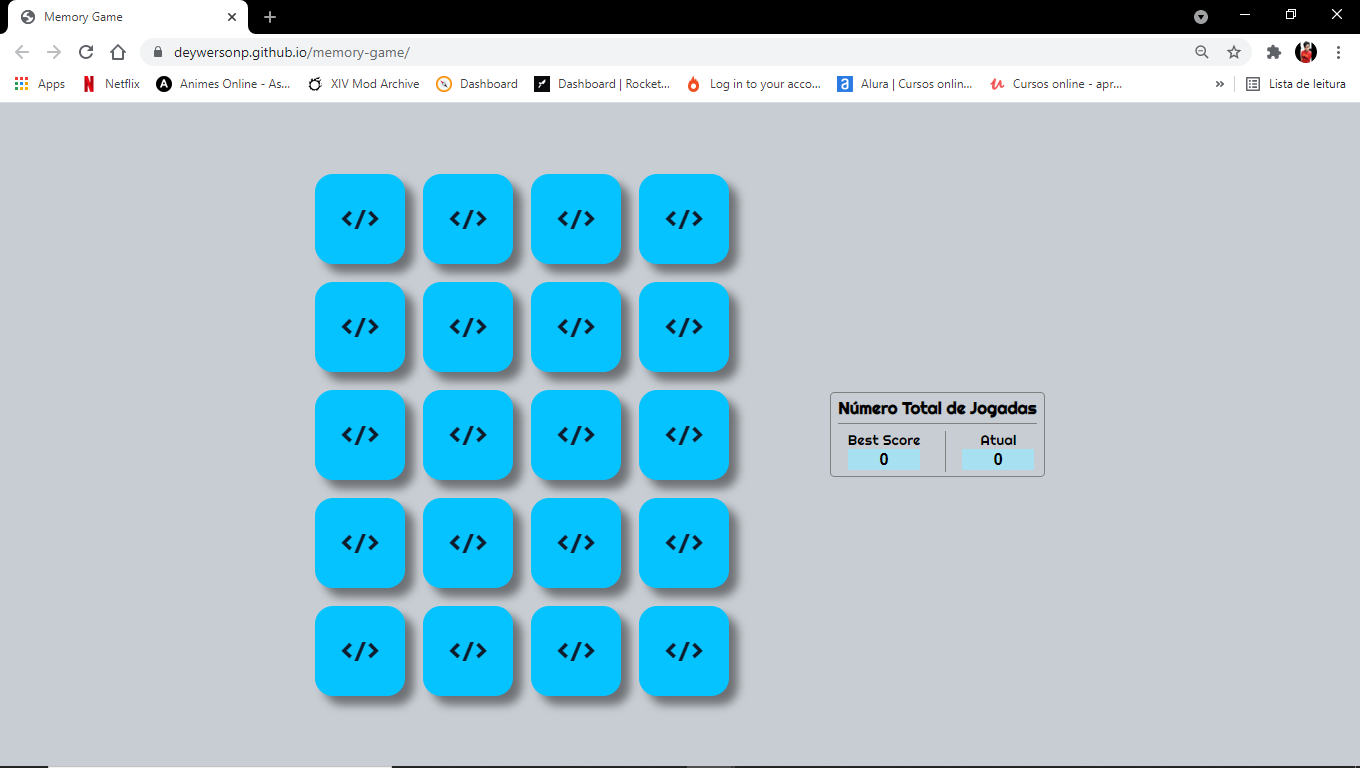 Memory Game
deywersonp.github.io/memory-game/
Apps Netflix Animes Online - As... XIV Mod Archive Dashboard Dashboard | Rocket... Log in to your acco... Alura | Cursos onlin... Cursos online - apr... » Lista de leitura
</> </> </> </>
</> </> </> </>
</> </> </> </>
</> </> </> </>
</> </> </> </>
Número Total de Jogadas
Best Score Atual
0 0